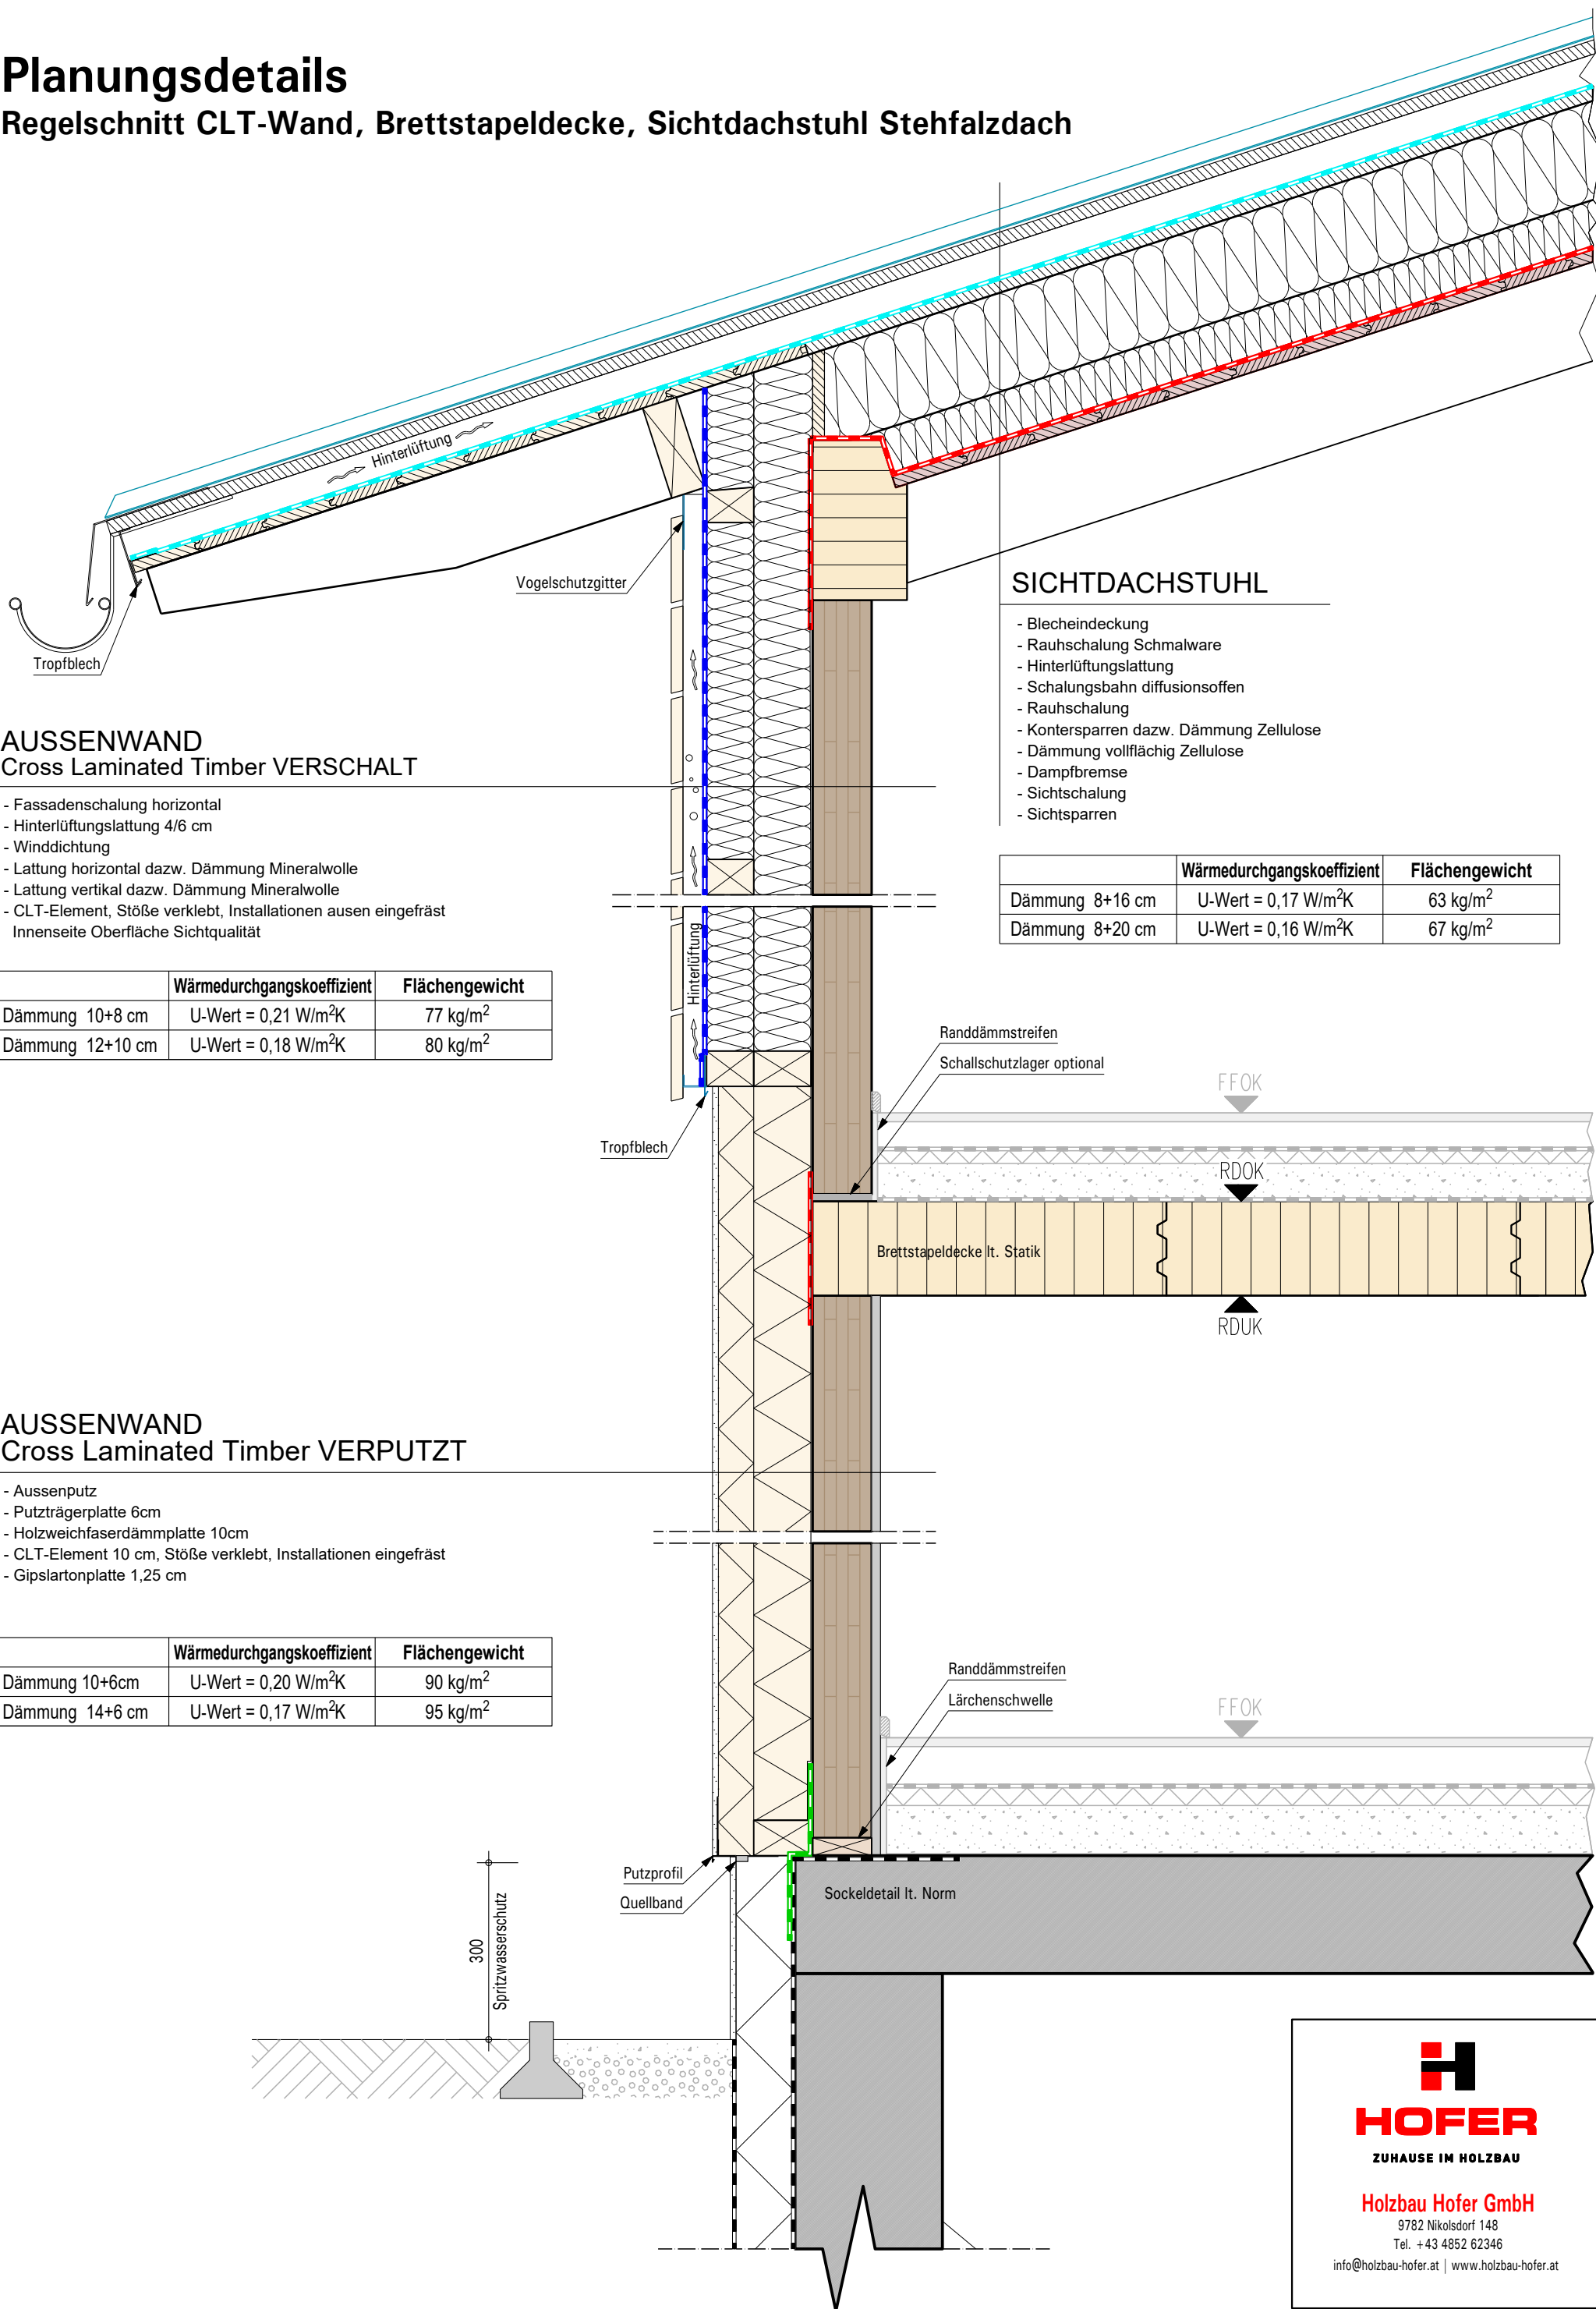 Planungsdetails
Regelschnitt CLT-Wand, Brettstapeldecke, Sichtdachstuhl Stehfalzdach
Hinterlüftung
Vogelschutzgitter
Tropfblech
SICHTDACHSTUHL
- Blecheindeckung
- Rauhschalung Schmalware
- Hinterlüftungslattung
- Schalungsbahn diffusionsoffen
- Rauhschalung
- Kontersparren dazw. Dämmung Zellulose
- Dämmung vollflächig Zellulose
- Dampfbremse
- Sichtschalung
- Sichtsparren
Wärmedurchgangskoeffizient Flächengewicht
Dämmung 8+16 cm U-Wert = 0,17 W/m²K 63 kg/m²
Dämmung 8+20 cm U-Wert = 0,16 W/m²K 67 kg/m²
AUSSENWAND
Cross Laminated Timber VERSCHALT
- Fassadenschalung horizontal
- Hinterlüftungslattung 4/6 cm
- Winddichtung
- Lattung horizontal dazw. Dämmung Mineralwolle
- Lattung vertikal dazw. Dämmung Mineralwolle
- CLT-Element, Stöße verklebt, Installationen ausen eingefräst
Innenseite Oberfläche Sichtqualität
Wärmedurchgangskoeffizient Flächengewicht
Dämmung 10+8 cm U-Wert = 0,21 W/m²K 77 kg/m²
Dämmung 12+10 cm U-Wert = 0,18 W/m²K 80 kg/m²
Hinterlüftung
Randdämmstreifen
Schallschutzlager optional
FFOK
Tropfblech
RDOK
Brettstapeldecke lt. Statik
RDUK
AUSSENWAND
Cross Laminated Timber VERPUTZT
- Aussenputz
- Putzträgerplatte 6cm
- Holzweichfaserdämmplatte 10cm
- CLT-Element 10 cm, Stöße verklebt, Installationen eingefräst
- Gipslartonplatte 1,25 cm
Wärmedurchgangskoeffizient Flächengewicht
Dämmung 10+6cm U-Wert = 0,20 W/m²K 90 kg/m²
Dämmung 14+6 cm U-Wert = 0,17 W/m²K 95 kg/m²
Randdämmstreifen
Lärchenschwelle
FFOK
Putzprofil
Quellband
Sockeldetail lt. Norm
300
Spritzwasserschutz
HOFER
ZUHAUSE IM HOLZBAU
Holzbau Hofer GmbH
9782 Nikolsdorf 148
Tel. +43 4852 62346
info@holzbau-hofer.at | www.holzbau-hofer.at